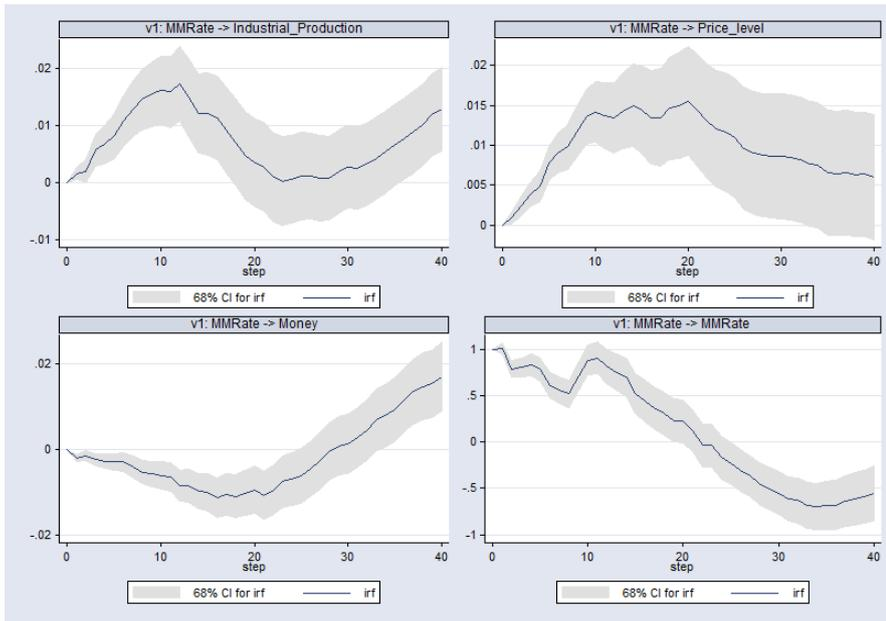 v1: MMRate -> Industrial_Production
.02
.01
0
-.01
0
10
20
30
40
step
68% CI for irf
irf
v1: MMRate -> Price_level
.02
.015
.01
.005
0
0
10
20
30
40
step
68% CI for irf
irf
v1: MMRate -> Money
.02
0
-.02
0
10
20
30
40
step
68% CI for irf
irf
v1: MMRate -> MMRate
1
.5
0
-.5
-1
0
10
20
30
40
step
68% CI for irf
irf